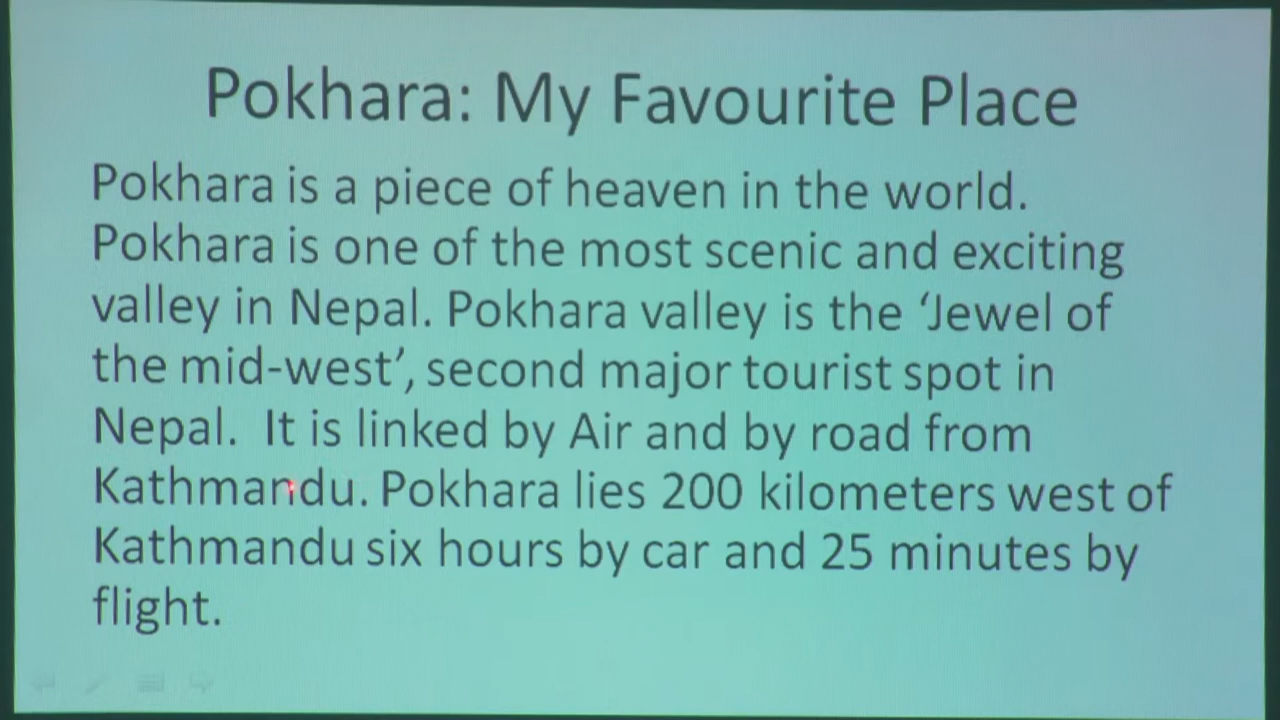 Pokhara: My Favourite Place
Pokhara is a piece of heaven in the world.
Pokhara is one of the most scenic and exciting
valley in Nepal. Pokhara valley is the ‘Jewel of
the mid-west’, second major tourist spot in
Nepal.  It is linked by Air and by road from
Kathmandu. Pokhara lies 200 kilometers west of
Kathmandu six hours by car and 25 minutes by
flight.